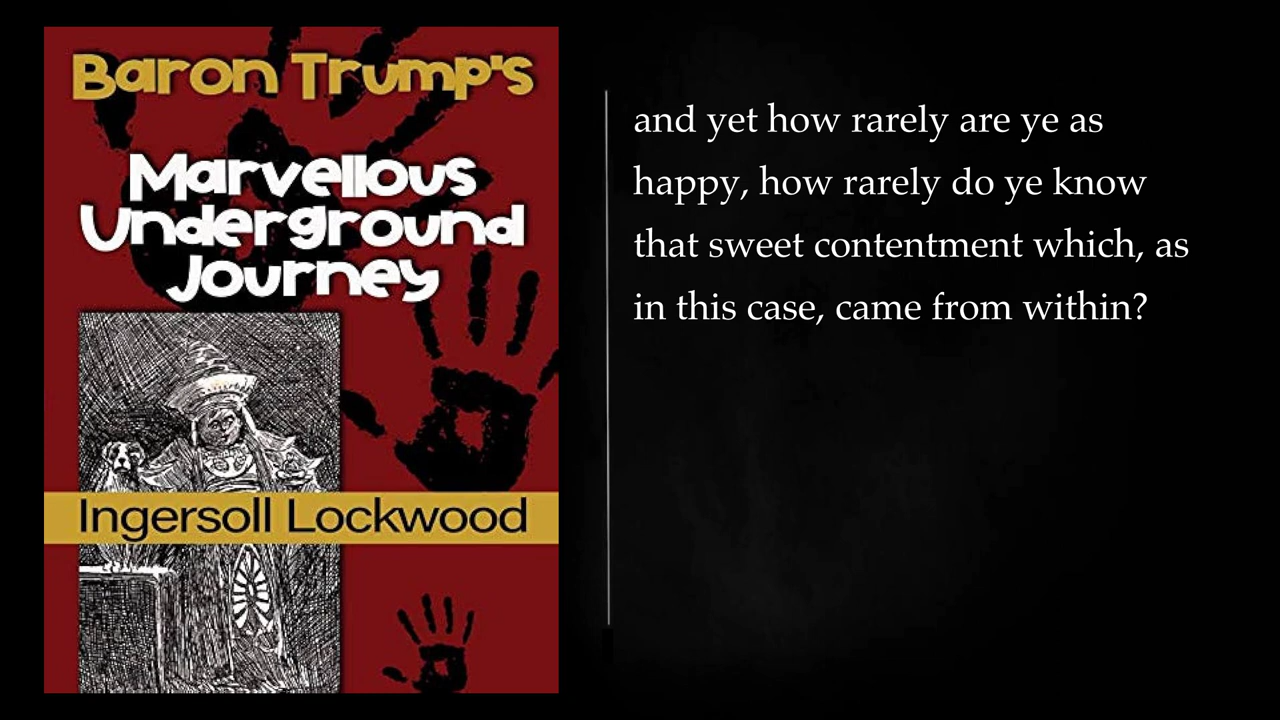 Baron Trump's
Marvellous
Underground
Journey
Ingersoll Lockwood
and yet how rarely are ye as
happy, how rarely do ye know
that sweet contentment which, as
in this case, came from within?